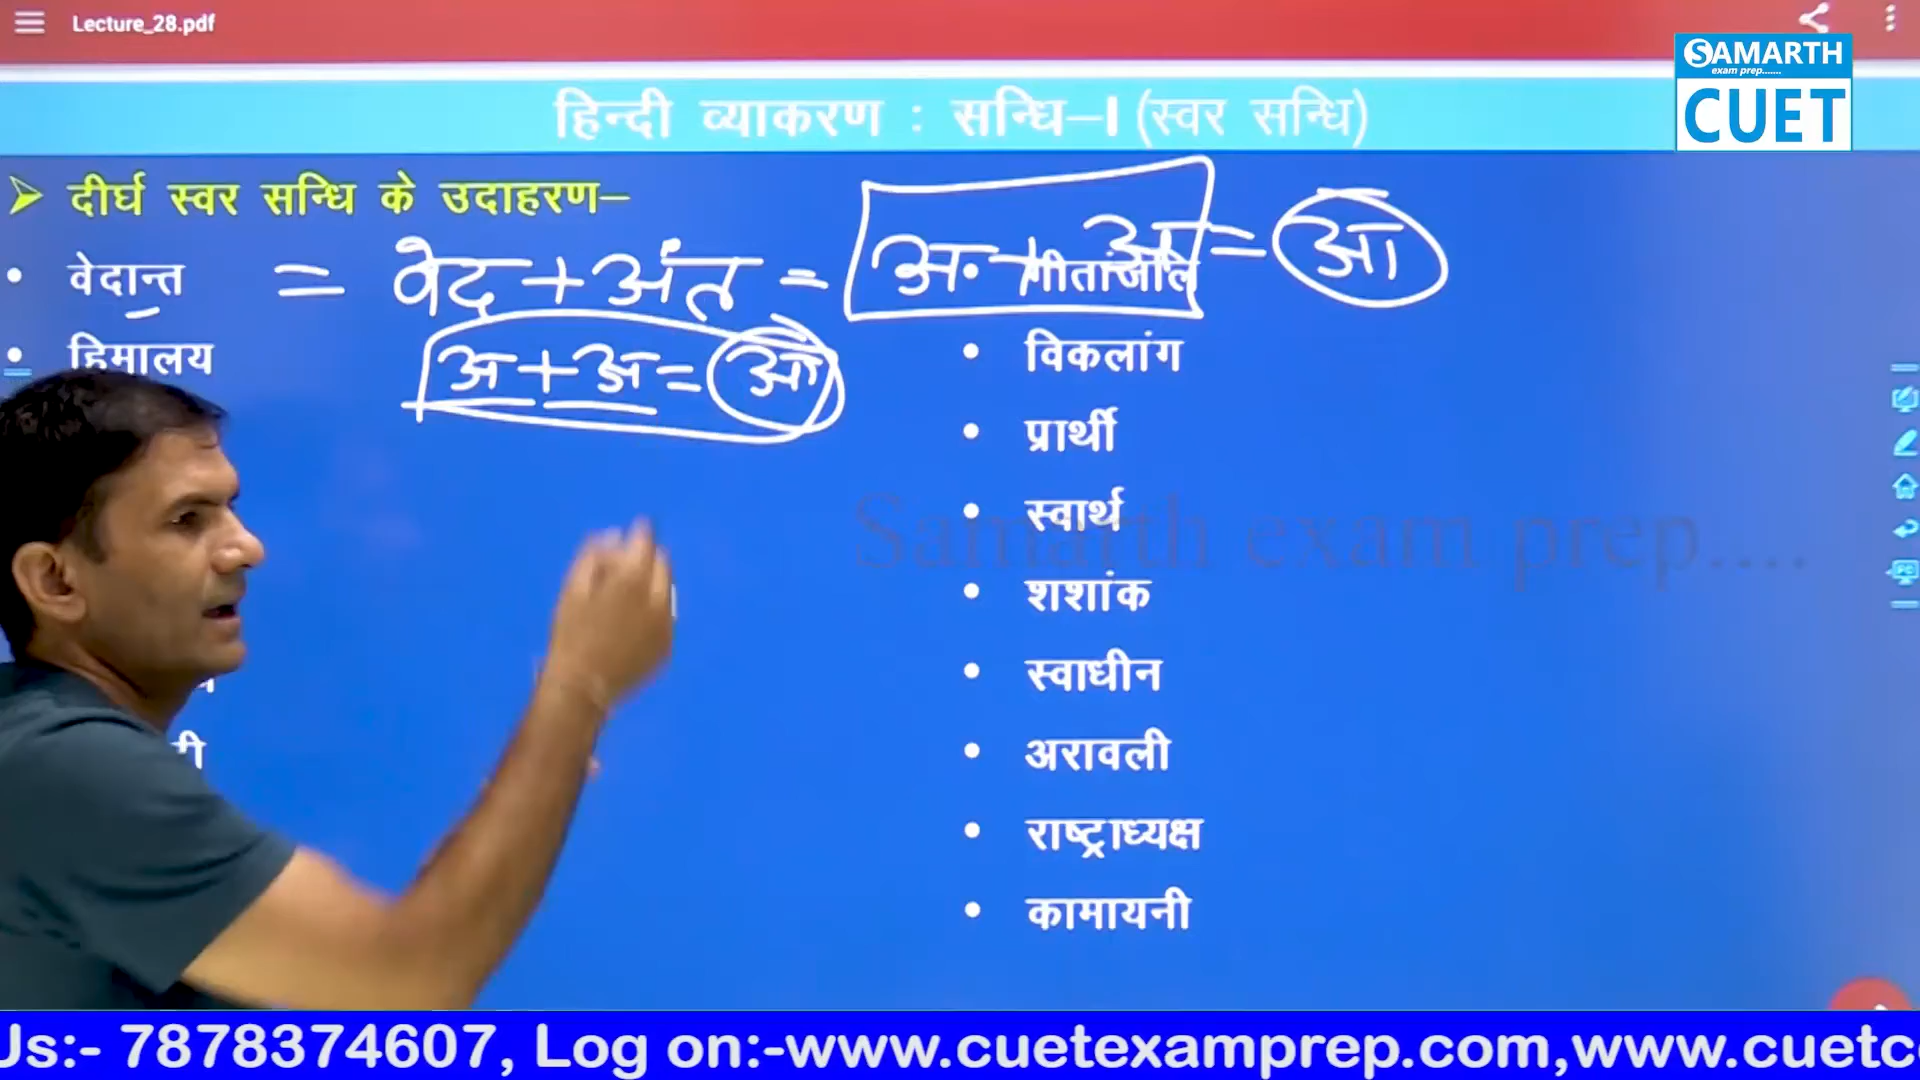 Lecture_28.pdf
SAMARTH
exam prep.......
CUET
हिन्दी व्याकरण : सन्धि–I (स्वर सन्धि)
दीर्घ स्वर सन्धि के उदाहरण–
• वेदान्त = वेद + अंत = अ + अ = आ
• हिमालय
अ + अ = आ
• गीतांजलि
• विकलांग
• प्रार्थी
• स्वार्थ
• शशांक
• स्वाधीन
• अरावली
• राष्ट्राध्यक्ष
• कामायनी
Samarth exam prep....
Us:- 7878374607, Log on:-www.cuetexamprep.com,www.cuetc